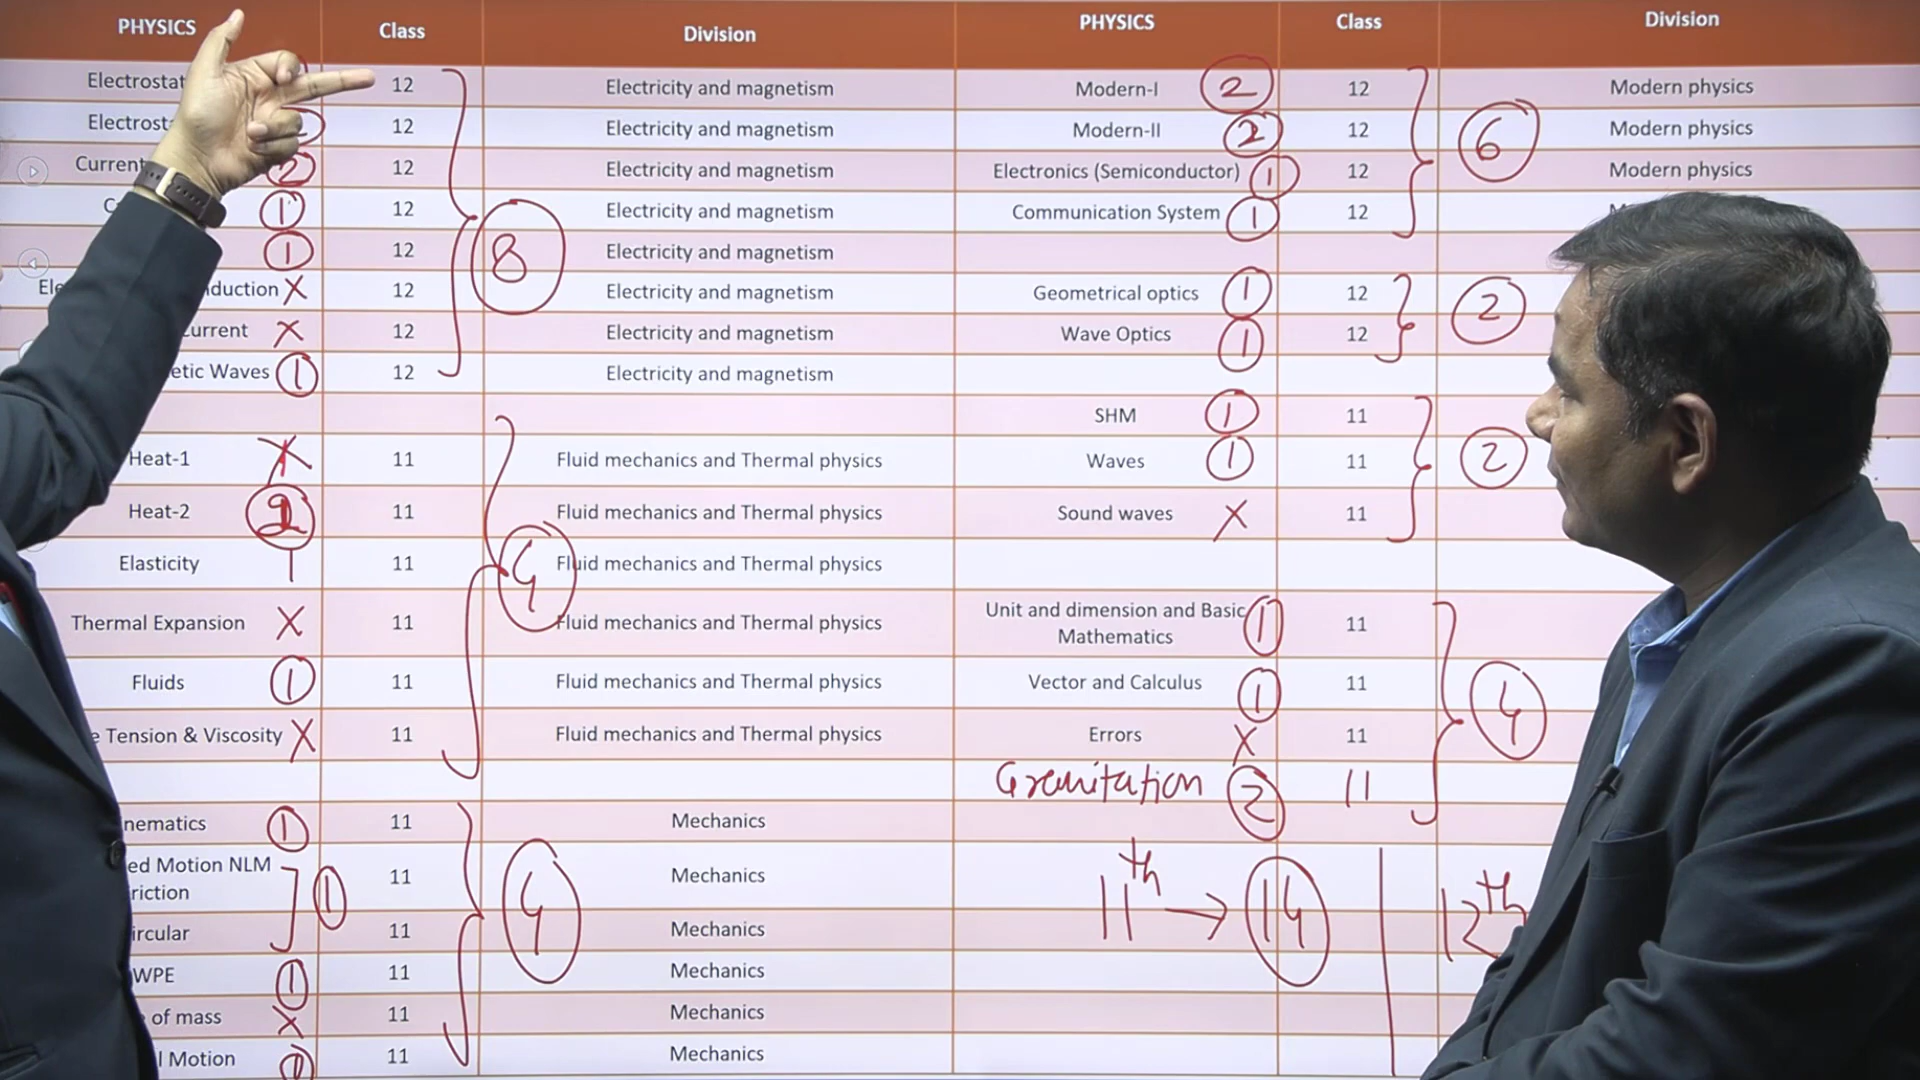 PHYSICS Class Division PHYSICS Class Division
Electrostat 12 Electricity and magnetism Modern-I 2 12 Modern physics
Electrosta 12 Electricity and magnetism Modern-II 2 12 Modern physics
Current 2 12 Electricity and magnetism Electronics (Semiconductor) 1 12 Modern physics
1 12 Electricity and magnetism Communication System 1 12
1 12 Electricity and magnetism
duction X 12 Electricity and magnetism Geometrical optics 1 12
urrent X 12 Electricity and magnetism Wave Optics 1 12
etic Waves 1 12 Electricity and magnetism
8
6
2
SHM 1 11
Heat-1 X 11 Fluid mechanics and Thermal physics Waves 1 11
Heat-2 11 Fluid mechanics and Thermal physics Sound waves X 11
2
Elasticity 1 11 Fluid mechanics and Thermal physics
Thermal Expansion X 11 Fluid mechanics and Thermal physics Unit and dimension and Basic Mathematics 1 11
Fluids 1 11 Fluid mechanics and Thermal physics Vector and Calculus 1 11
e Tension & Viscosity X 11 Fluid mechanics and Thermal physics Errors X 11
4
4
Gravitation 2 11
nematics 1 11 Mechanics
ed Motion NLM
riction 11 Mechanics
1
ircular 11 Mechanics
WPE 1 11 Mechanics
of mass X 11 Mechanics
l Motion 1 11 Mechanics
4
11th → 14 12th